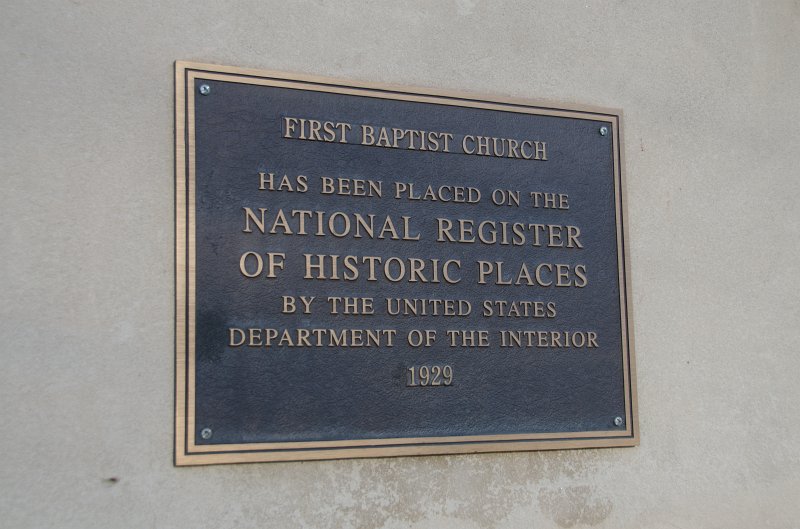 FIRST BAPTIST CHURCH
HAS BEEN PLACED ON THE
NATIONAL REGISTER
OF HISTORIC PLACES
BY THE UNITED STATES
DEPARTMENT OF THE INTERIOR
1929